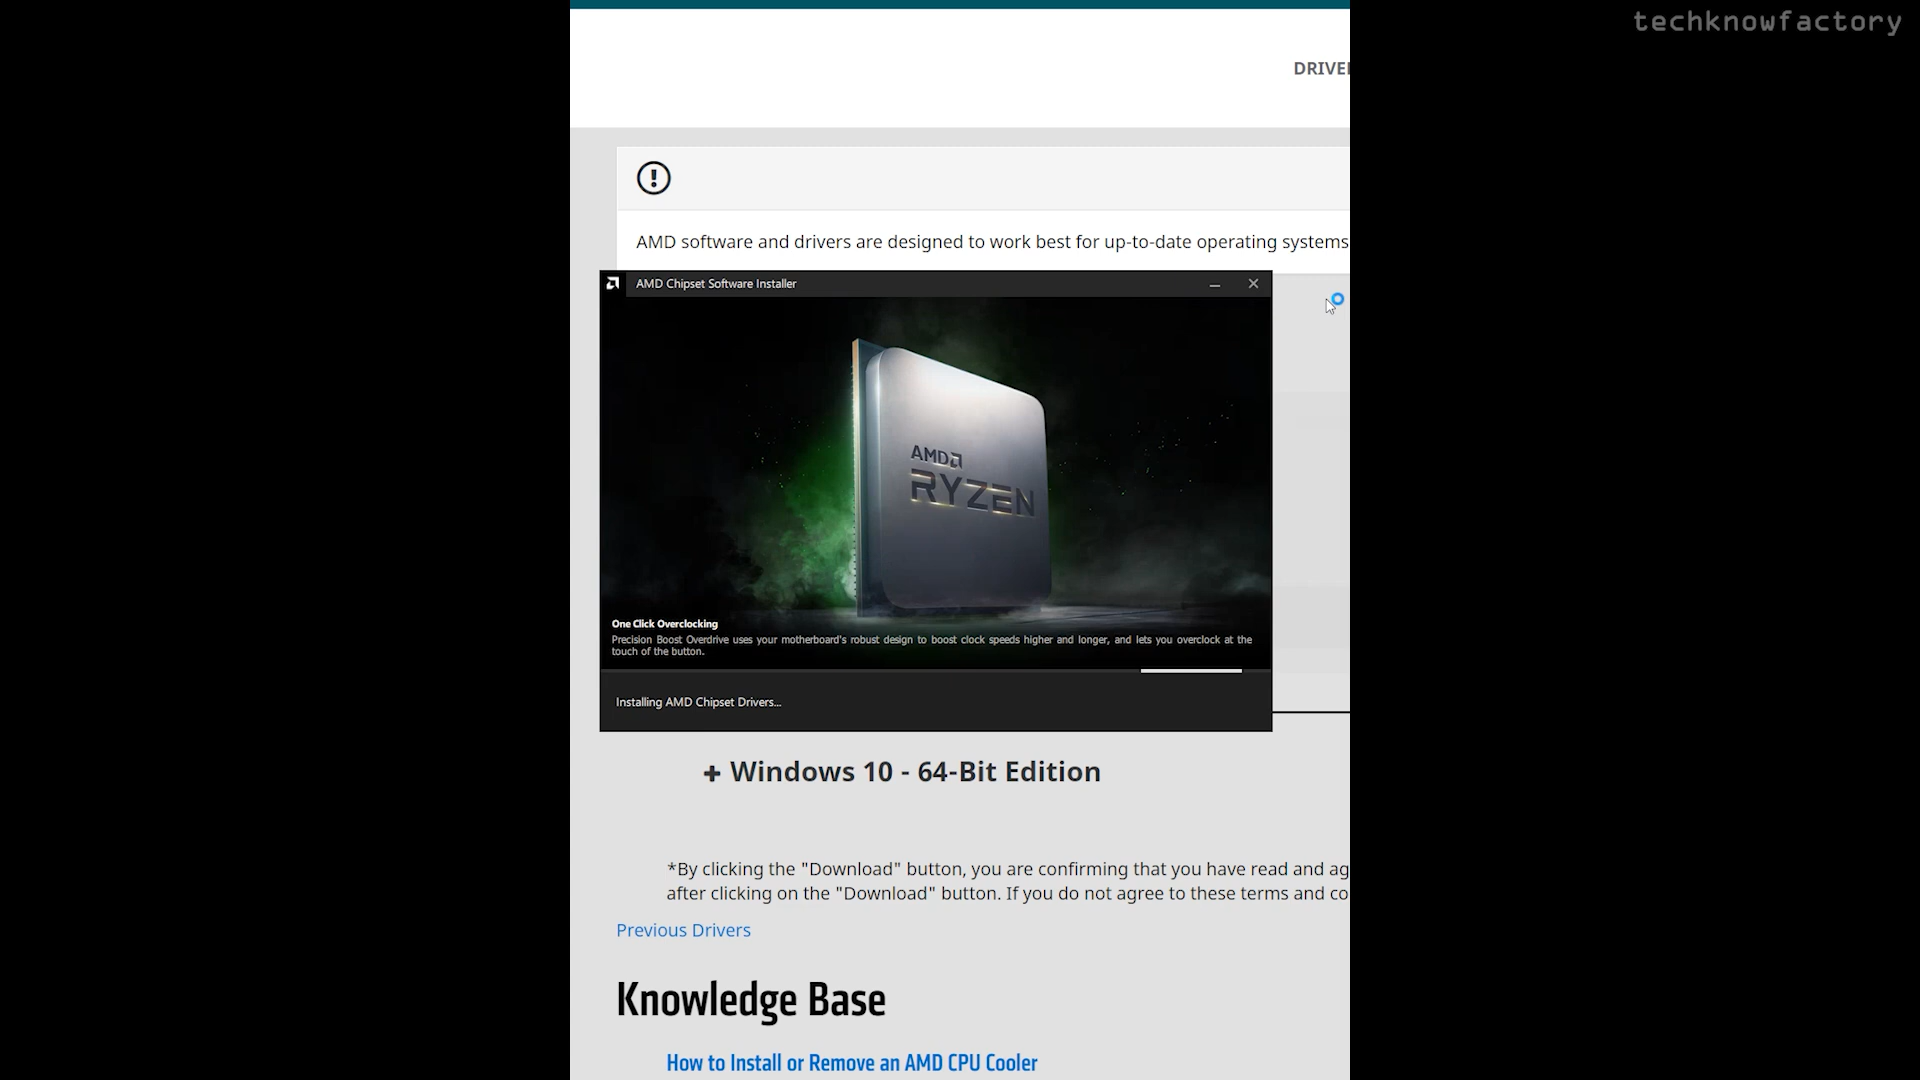 techknowfactory
DRIVE
AMD software and drivers are designed to work best for up-to-date operating systems
AMD Chipset Software Installer
AMD
RYZEN
One Click Overclocking
Precision Boost Overdrive uses your motherboard's robust design to boost clock speeds higher and longer, and lets you overclock at the
touch of the button.
Installing AMD Chipset Drivers...
+ Windows 10 - 64-Bit Edition
*By clicking the "Download" button, you are confirming that you have read and ag
after clicking on the "Download" button. If you do not agree to these terms and co
Previous Drivers
Knowledge Base
How to Install or Remove an AMD CPU Cooler